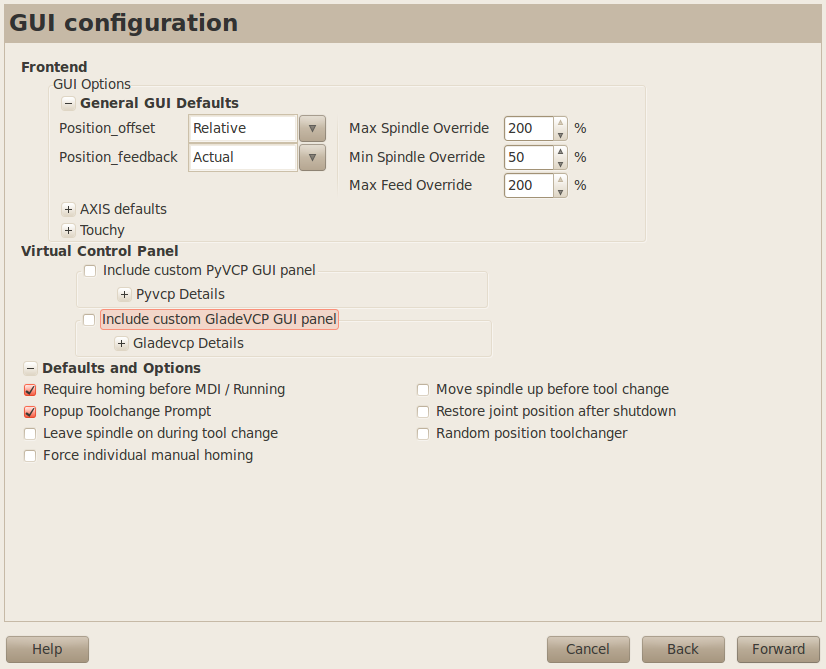 GUI configuration
Frontend
GUI Options
General GUI Defaults
Position_offset Relative Max Spindle Override 200 %
Position_feedback Actual Min Spindle Override 50 %
Max Feed Override 200 %
AXIS defaults
Touchy
Virtual Control Panel
Include custom PyVCP GUI panel
Pyvcp Details
Include custom GladeVCP GUI panel
Gladevcp Details
Defaults and Options
Require homing before MDI / Running Move spindle up before tool change
Popup Toolchange Prompt Restore joint position after shutdown
Leave spindle on during tool change Random position toolchanger
Force individual manual homing
Help Cancel Back Forward